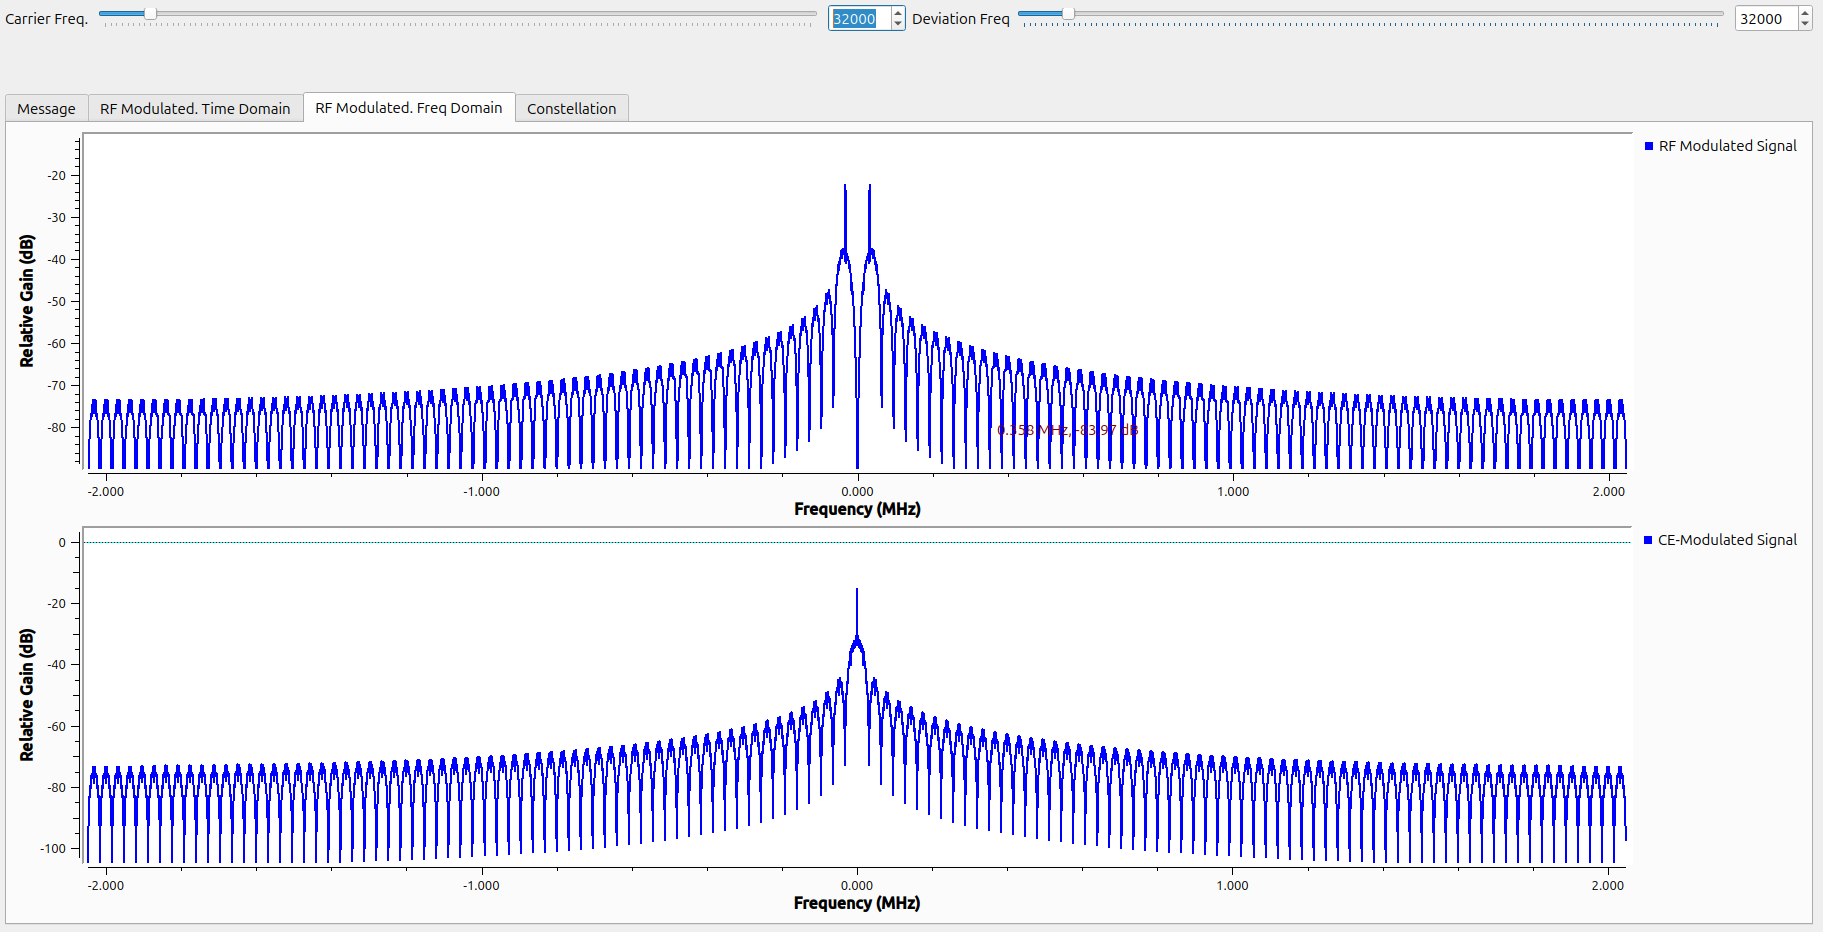 Carrier Freq. 32000 Deviation Freq 32000
Message RF Modulated. Time Domain RF Modulated. Freq Domain Constellation
RF Modulated Signal
Relative Gain (dB)
-20
-30
-40
-50
-60
-70
-80
0.358 MHz, -83.97 dB
-2.000 -1.000 0.000 1.000 2.000
Frequency (MHz)
CE-Modulated Signal
Relative Gain (dB)
0
-20
-40
-60
-80
-100
-2.000 -1.000 0.000 1.000 2.000
Frequency (MHz)